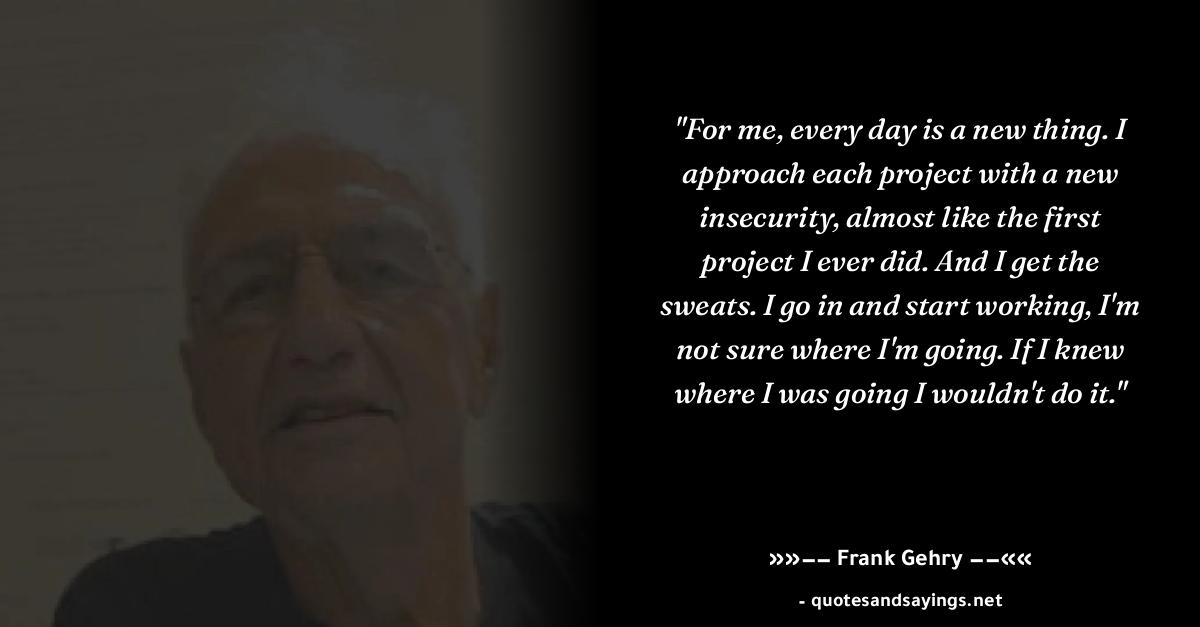 "For me, every day is a new thing. I
approach each project with a new
insecurity, almost like the first
project I ever did. And I get the
sweats. I go in and start working, I'm
not sure where I'm going. If I knew
where I was going I wouldn't do it."
»»−− Frank Gehry −−««
- quotesandsayings.net